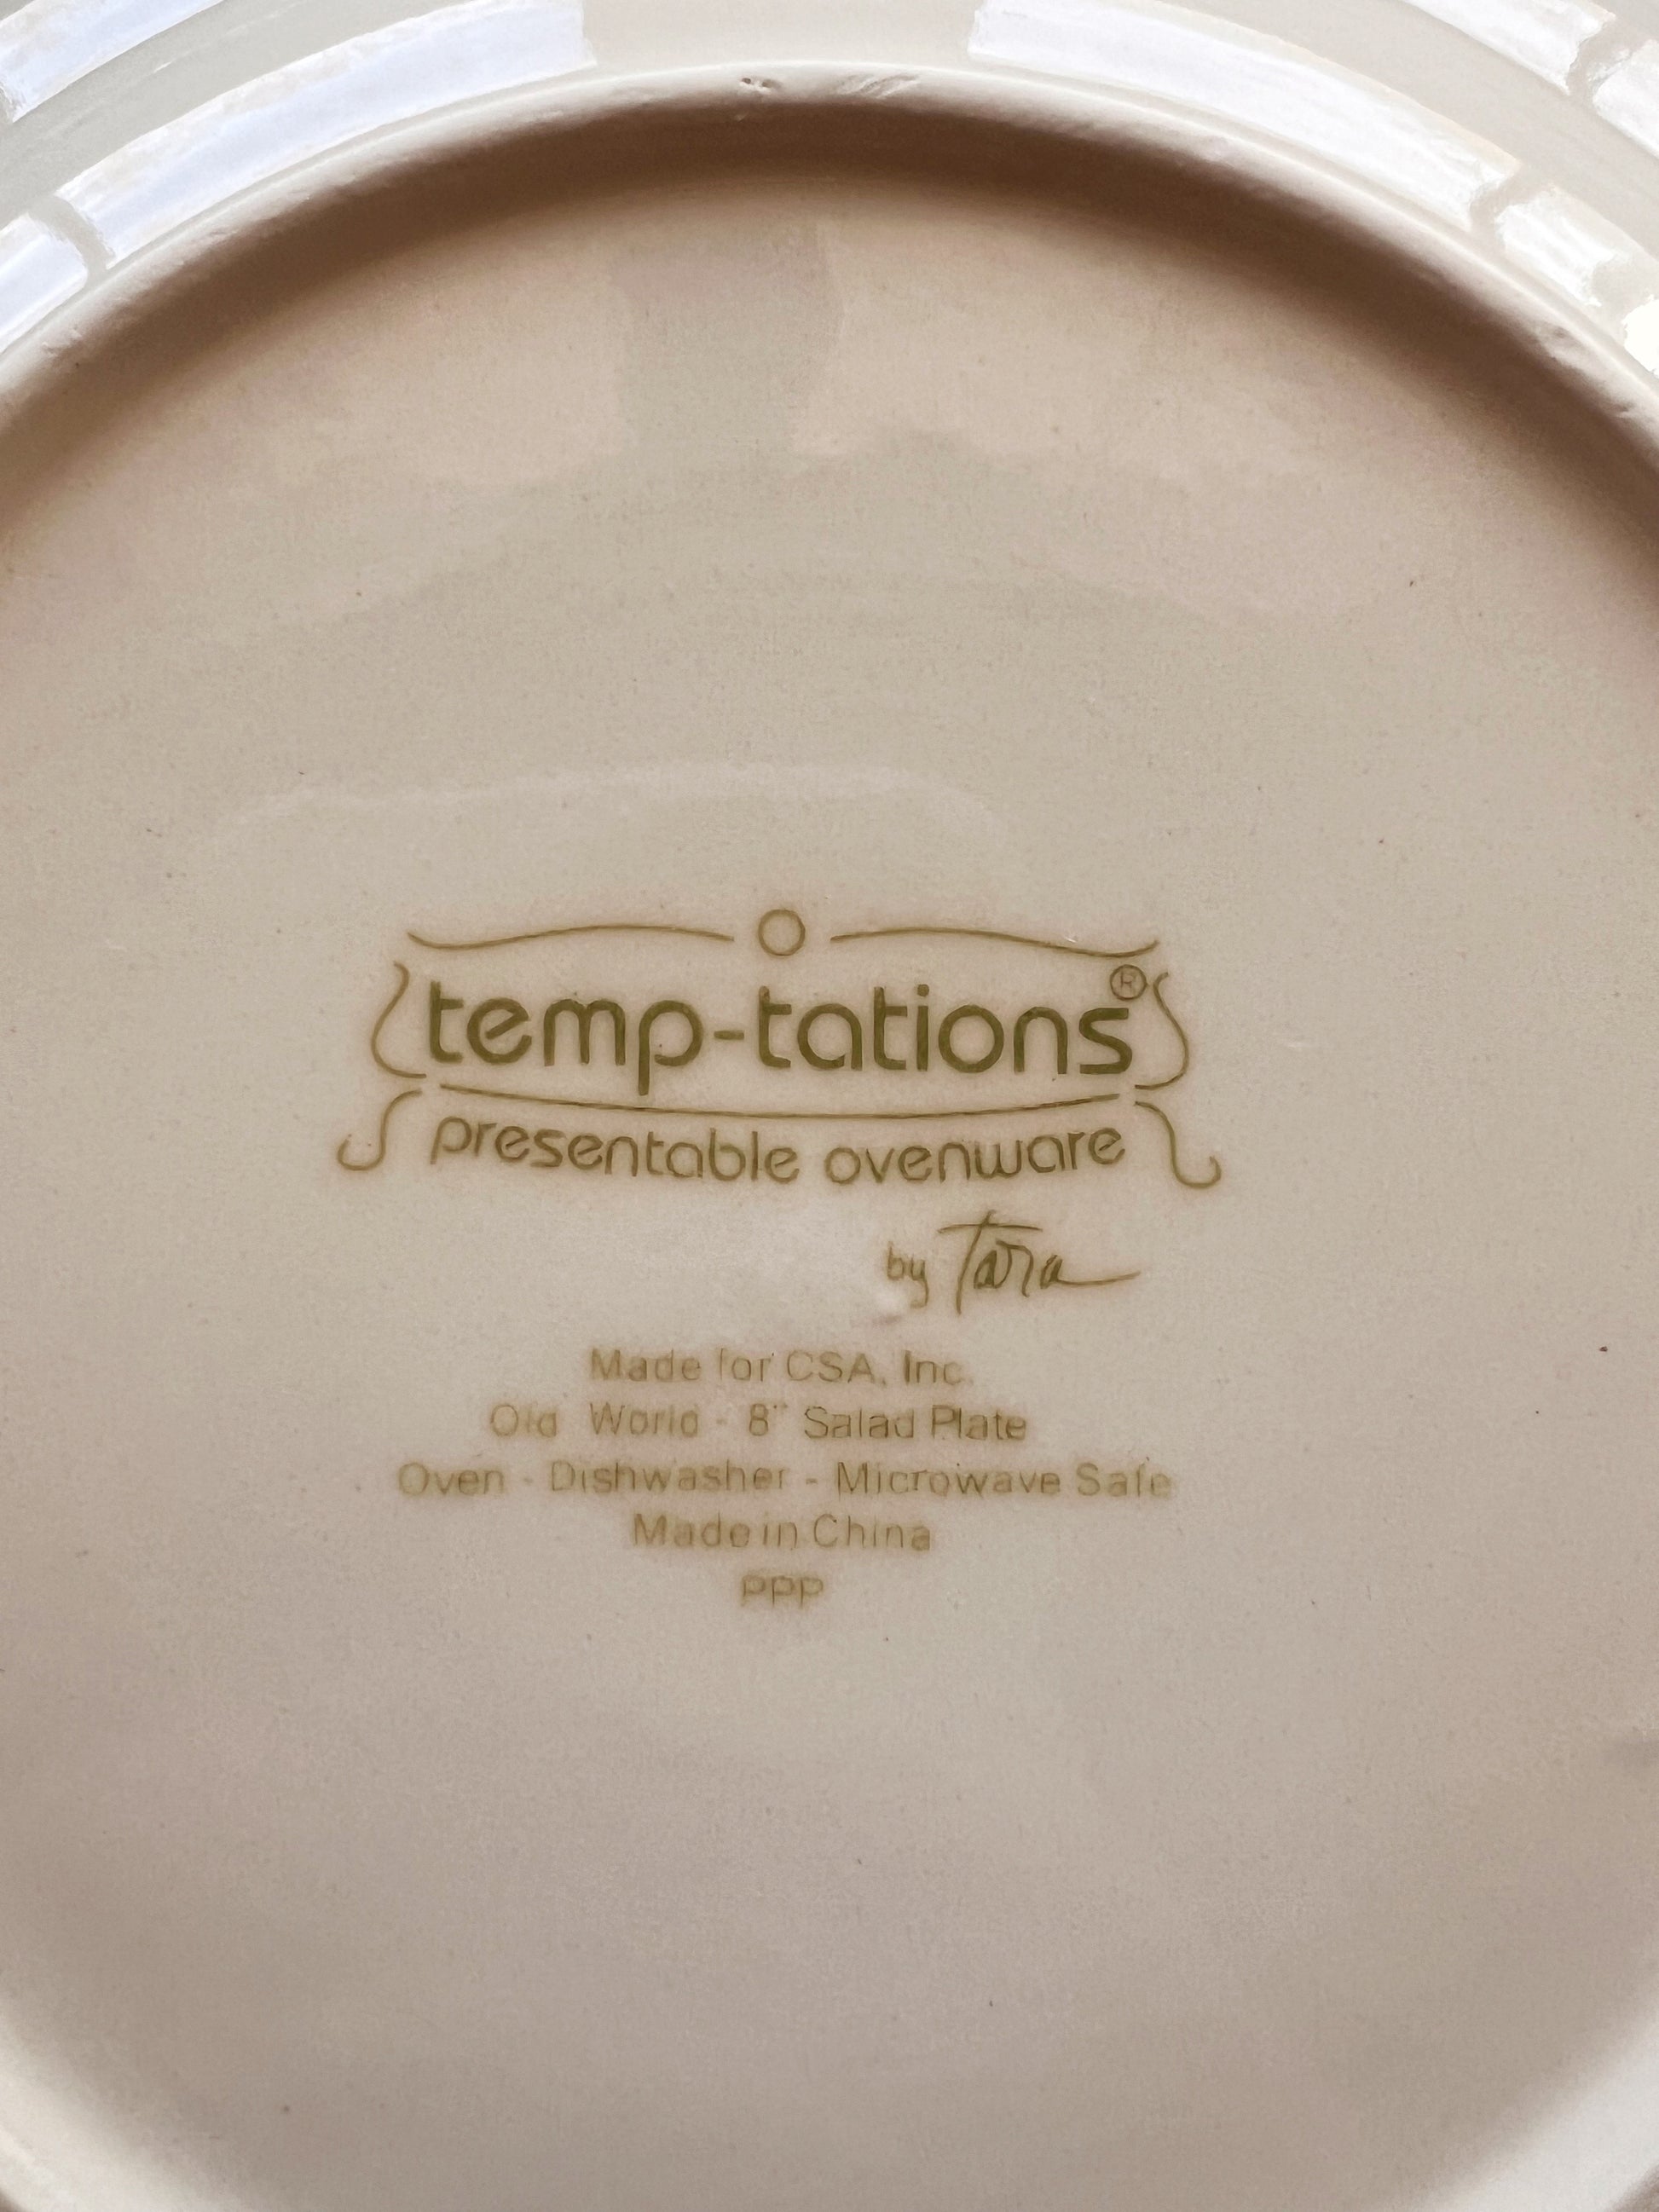 temp-tations®
presentable ovenware
by Tara
Made for CSA, Inc.
Old World - 8" Salad Plate
Oven - Dishwasher - Microwave Safe
Made in China
PPP